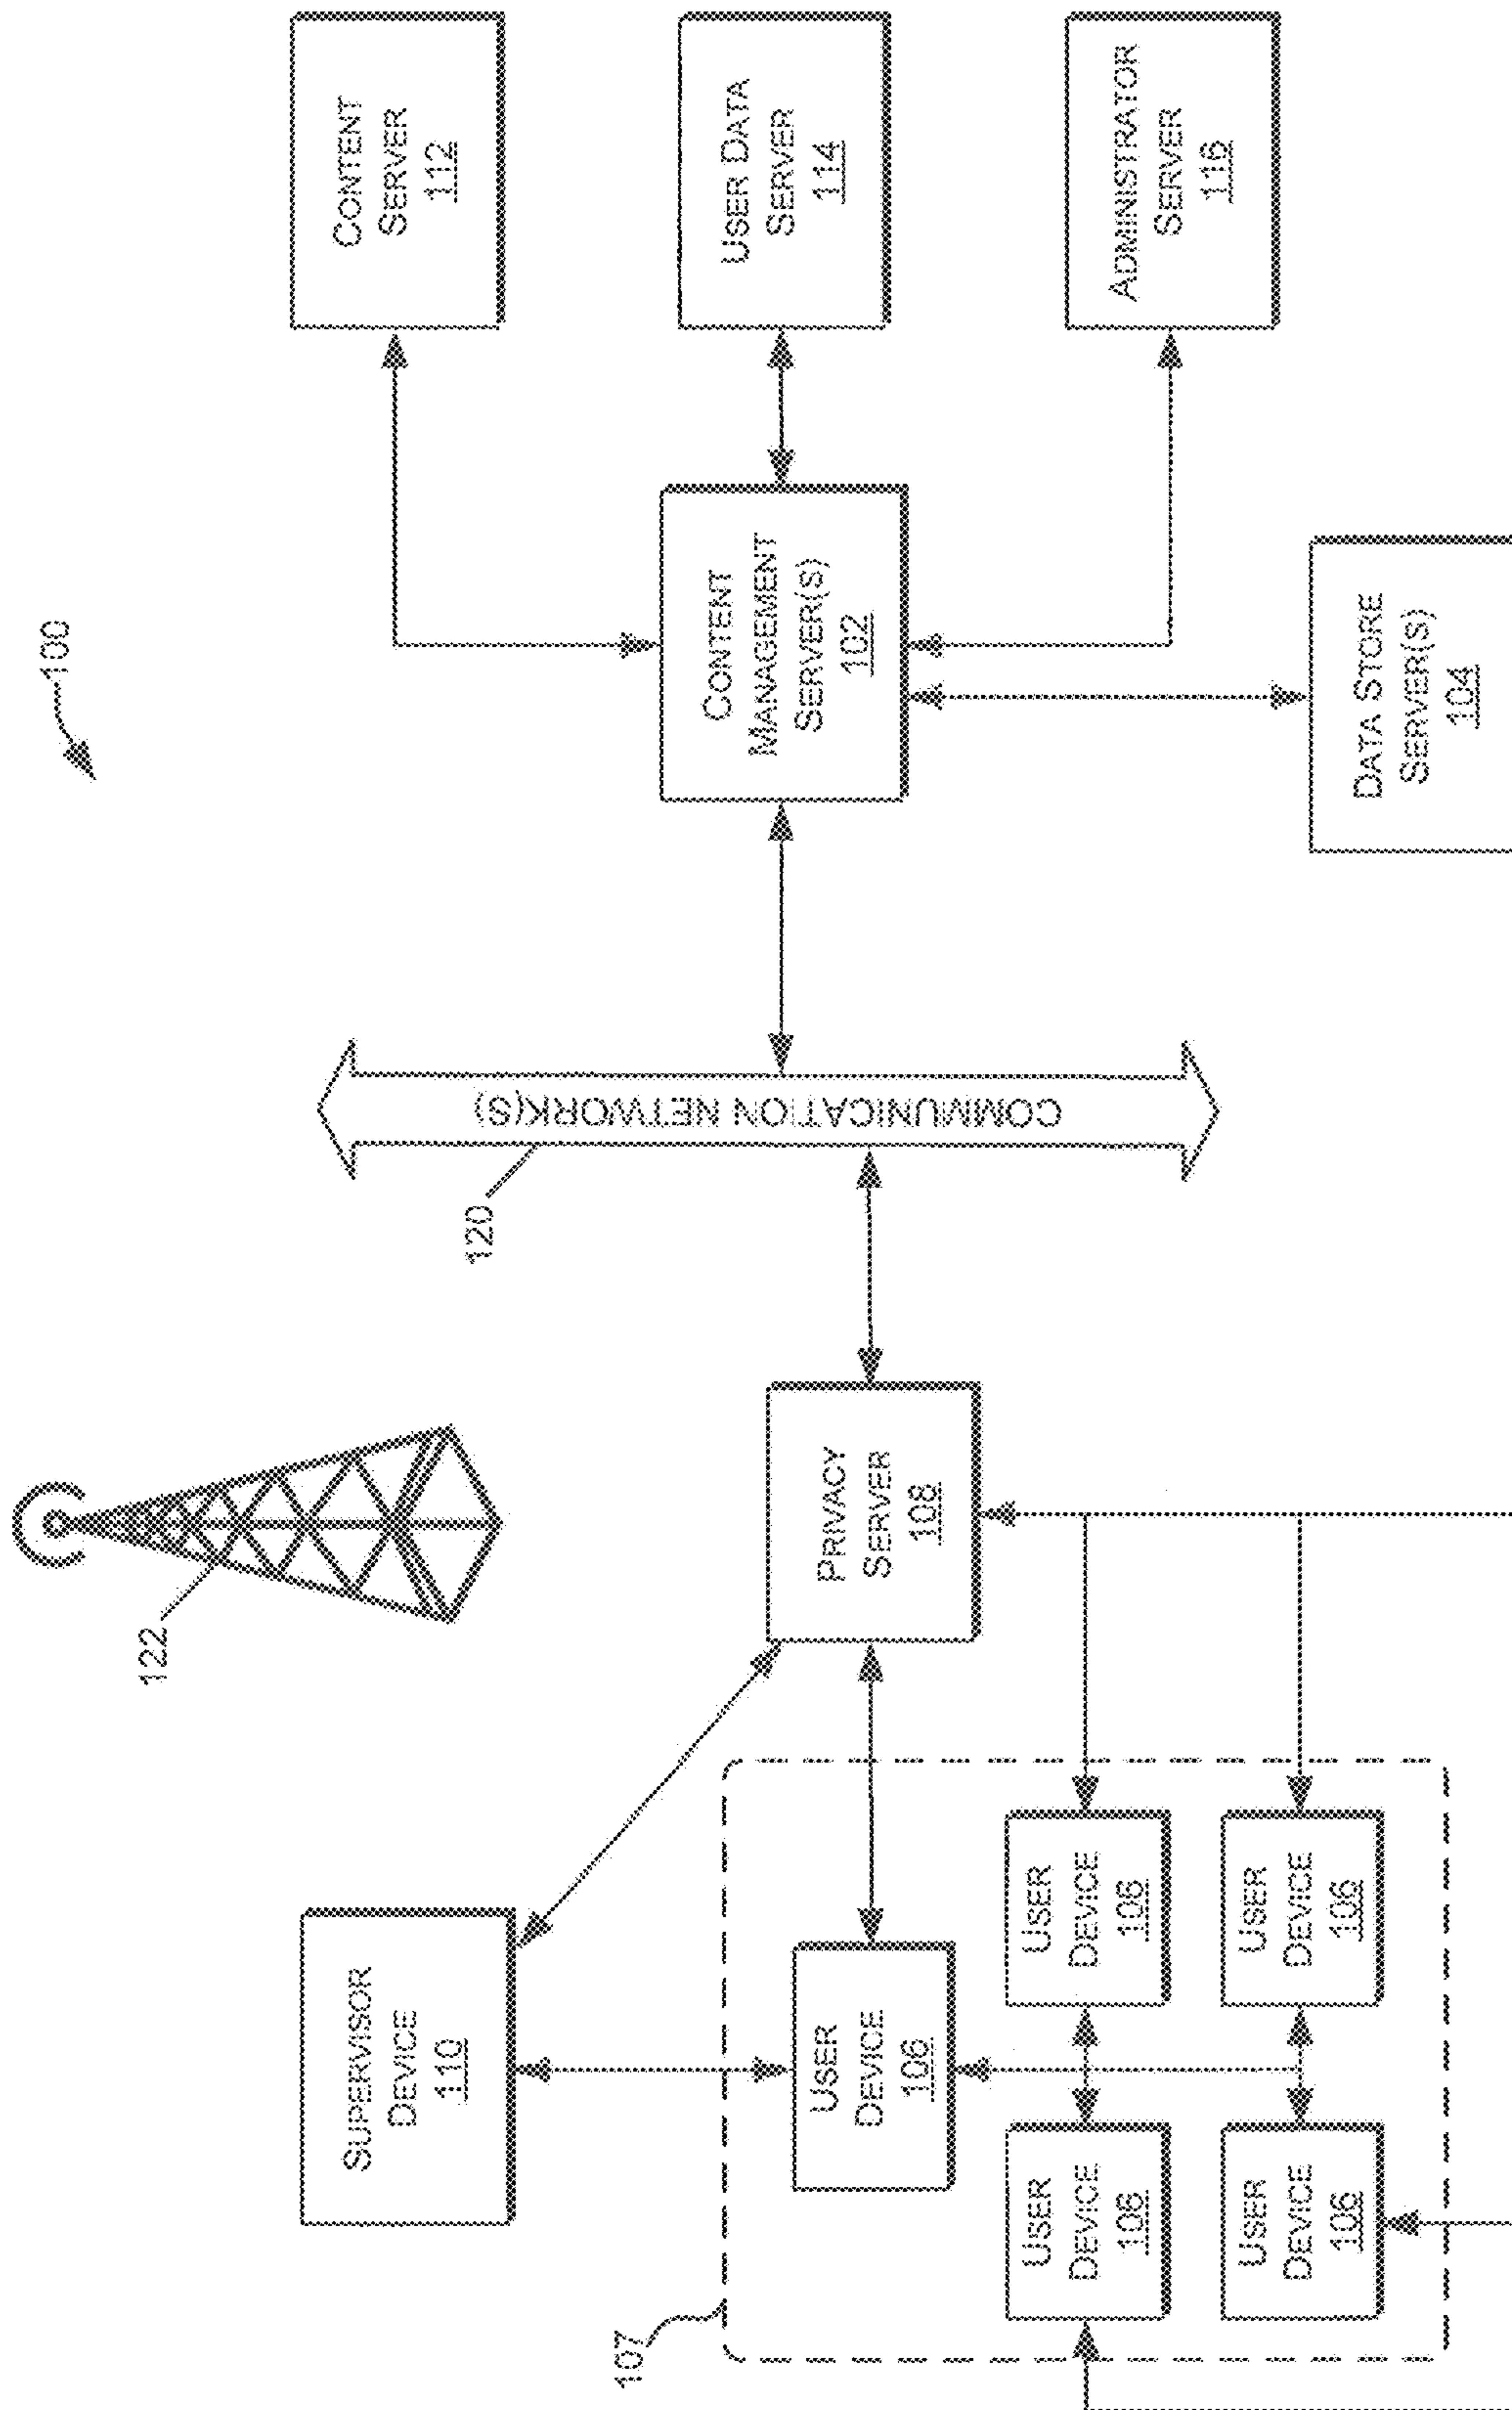 100
122
SUPERVISOR
DEVICE
110
CONTENT
SERVER
112
120
COMMUNICATION NETWORK(S)
107
USER
DEVICE
106
PRIVACY
SERVER
108
CONTENT
MANAGEMENT
SERVER(S)
102
USER DATA
SERVER
114
USER
DEVICE
106
USER
DEVICE
106
ADMINISTRATOR
SERVER
116
USER
DEVICE
106
USER
DEVICE
106
DATA STORE
SERVER(S)
104